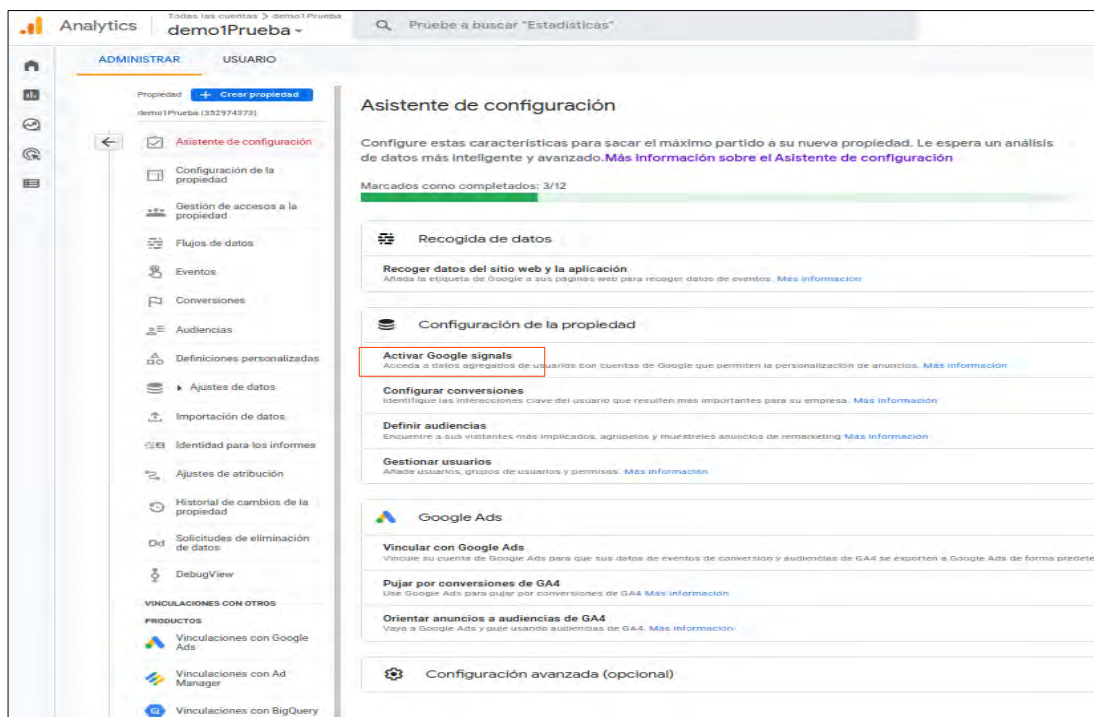 Analytics
Todas las cuentas > demo1Prueba
demo1Prueba
Pruebe a buscar "Estadísticas"
ADMINISTRAR
USUARIO
Propiedad
+ Crear propiedad
demo1Prueba (352974373)
Asistente de configuración
Configuración de la
propiedad
Gestión de accesos a la
propiedad
Flujos de datos
Eventos
Conversiones
Audiencias
Definiciones personalizadas
Ajustes de datos
Importación de datos
Identidad para los informes
Ajustes de atribución
Historial de cambios de la
propiedad
Dd
Solicitudes de eliminación
de datos
DebugView
VINCULACIONES CON OTROS
PRODUCTOS
Vinculaciones con Google
Ads
Vinculaciones con Ad
Manager
Vinculaciones con BigQuery
Asistente de configuración
Configure estas características para sacar el máximo partido a su nueva propiedad. Le espera un análisis
de datos más inteligente y avanzado.Más información sobre el Asistente de configuración
Marcados como completados: 3/12
Recogida de datos
Recoger datos del sitio web y la aplicación
Añada la etiqueta de Google a sus páginas web para recoger datos de eventos. Más información
Configuración de la propiedad
Activar Google signals
Acceda a datos agregados de usuarios con cuentas de Google que permiten la personalización de anuncios. Más información
Configurar conversiones
Identifique las interacciones clave del usuario que resulten más importantes para su empresa. Más información
Definir audiencias
Encuentre a sus visitantes más implicados, agrúpelos y muéstreles anuncios de remarketing Más información
Gestionar usuarios
Añada usuarios, grupos de usuarios y permisos. Más información
Google Ads
Vincular con Google Ads
Vincule su cuenta de Google Ads para que sus datos de eventos de conversión y audiencias de GA4 se exporten a Google Ads de forma predete
Pujar por conversiones de GA4
Use Google Ads para pujar por conversiones de GA4 Más información
Orientar anuncios a audiencias de GA4
Vaya a Google Ads y puje usando audiencias de GA4. Más información
Configuración avanzada (opcional)